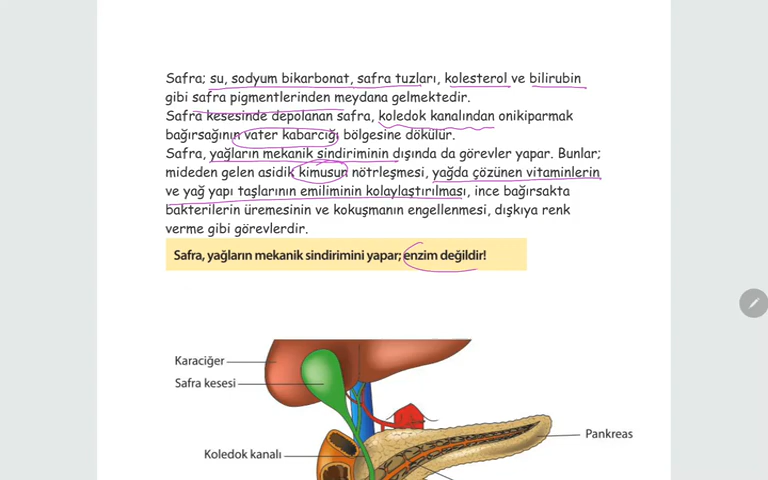 Safra; su, sodyum bikarbonat, safra tuzları, kolesterol ve bilirubin
gibi safra pigmentlerinden meydana gelmektedir.
Safra kesesinde depolanan safra, koledok kanalından onikiparmak
bağırsağının vater kabarcığı bölgesine dökülür.
Safra, yağların mekanik sindiriminin dışında da görevler yapar. Bunlar;
mideden gelen asidik kimusun nötrleşmesi, yağda çözünen vitaminlerin
ve yağ yapı taşlarının emiliminin kolaylaştırılması, ince bağırsakta
bakterilerin üremesinin ve kokuşmanın engellenmesi, dışkıya renk
verme gibi görevlerdir.
Safra, yağların mekanik sindirimini yapar; enzim değildir!
Karaciğer
Safra kesesi
Pankreas
Koledok kanalı